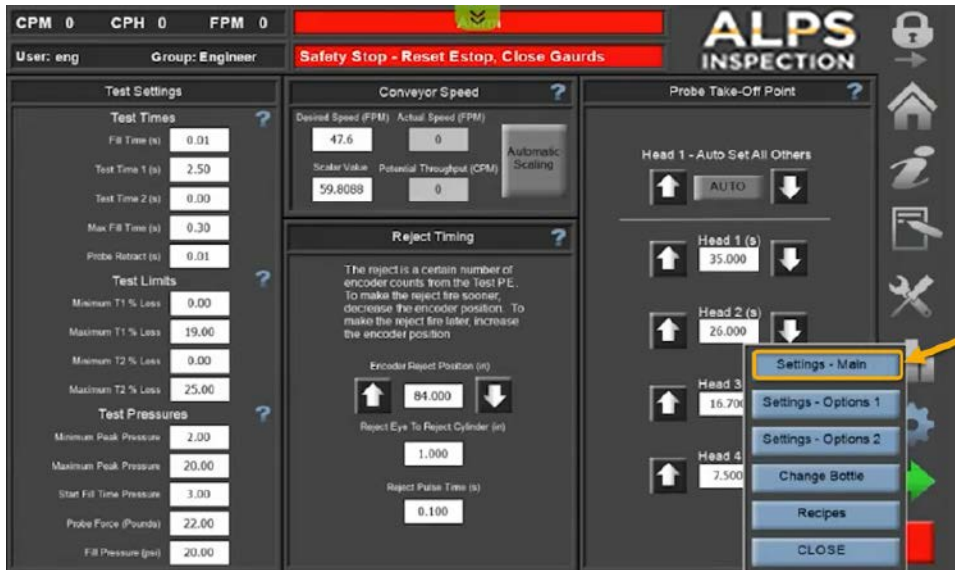 CPM 0 CPH 0 FPM 0
User: eng Group: Engineer
Safety Stop - Reset Estop, Close Gaurds
ALPS
INSPECTION
Test Settings
Test Times ?
Fill Time (s) 0.01
Test Time 1 (s) 2.50
Test Time 2 (s) 0.00
Max Fill Time (s) 0.30
Probe Retract (s) 0.01
Test Limits ?
Minimum T1 % Loss 0.00
Maximum T1 % Loss 19.00
Minimum T2 % Loss 0.00
Maximum T2 % Loss 25.00
Test Pressures ?
Minimum Peak Pressure 2.00
Maximum Peak Pressure 20.00
Start Fill Time Pressure 3.00
Probe Force (Pounds) 22.00
Fill Pressure (psi) 20.00
Conveyor Speed ?
Desired Speed (FPM) Actual Speed (FPM)
47.6 0
Scaler Value Potential Throughput (CPM)
59.8088 0
Automatic
Scaling
Reject Timing ?
The reject is a certain number of
encoder counts from the Test PE.
To make the reject fire sooner,
decrease the encoder position. To
make the reject fire later, increase
the encoder position
Encoder Reject Position (in)
84.000
Reject Eye To Reject Cylinder (in)
1.000
Reject Pulse Time (s)
0.100
Probe Take-Off Point ?
Head 1 - Auto Set All Others
AUTO
Head 1 (s)
35.000
Head 2 (s)
26.000
Head 3
16.700
Head 4
7.500
Settings - Main
Settings - Options 1
Settings - Options 2
Change Bottle
Recipes
CLOSE